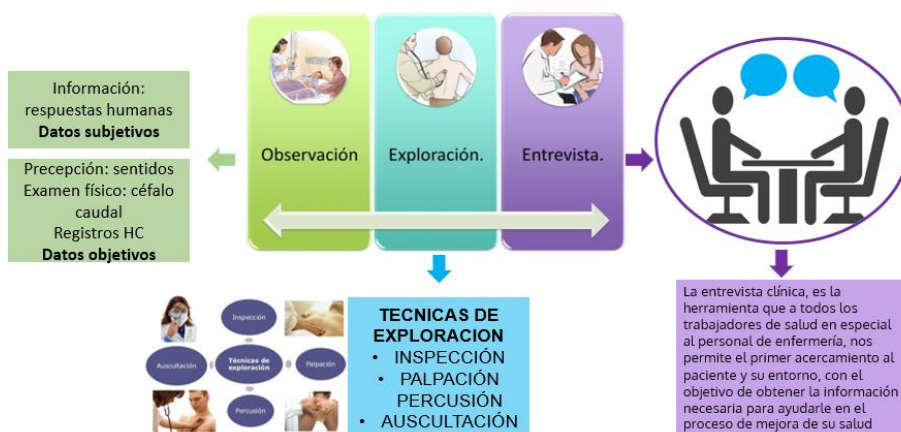 Información:
respuestas humanas
Datos subjetivos
Precepción: sentidos
Examen físico: céfalo
caudal
Registros HC
Datos objetivos
Observación
Exploración.
Entrevista.
Inspección
Auscultación
Técnicas de
exploración
Palpación
Percusión
TECNICAS DE
EXPLORACION
• INSPECCIÓN
• PALPACIÓN
PERCUSIÓN
• AUSCULTACIÓN
La entrevista clínica, es la
herramienta que a todos los
trabajadores de salud en especial
al personal de enfermería, nos
permite el primer acercamiento al
paciente y su entorno, con el
objetivo de obtener la información
necesaria para ayudarle en el
proceso de mejora de su salud